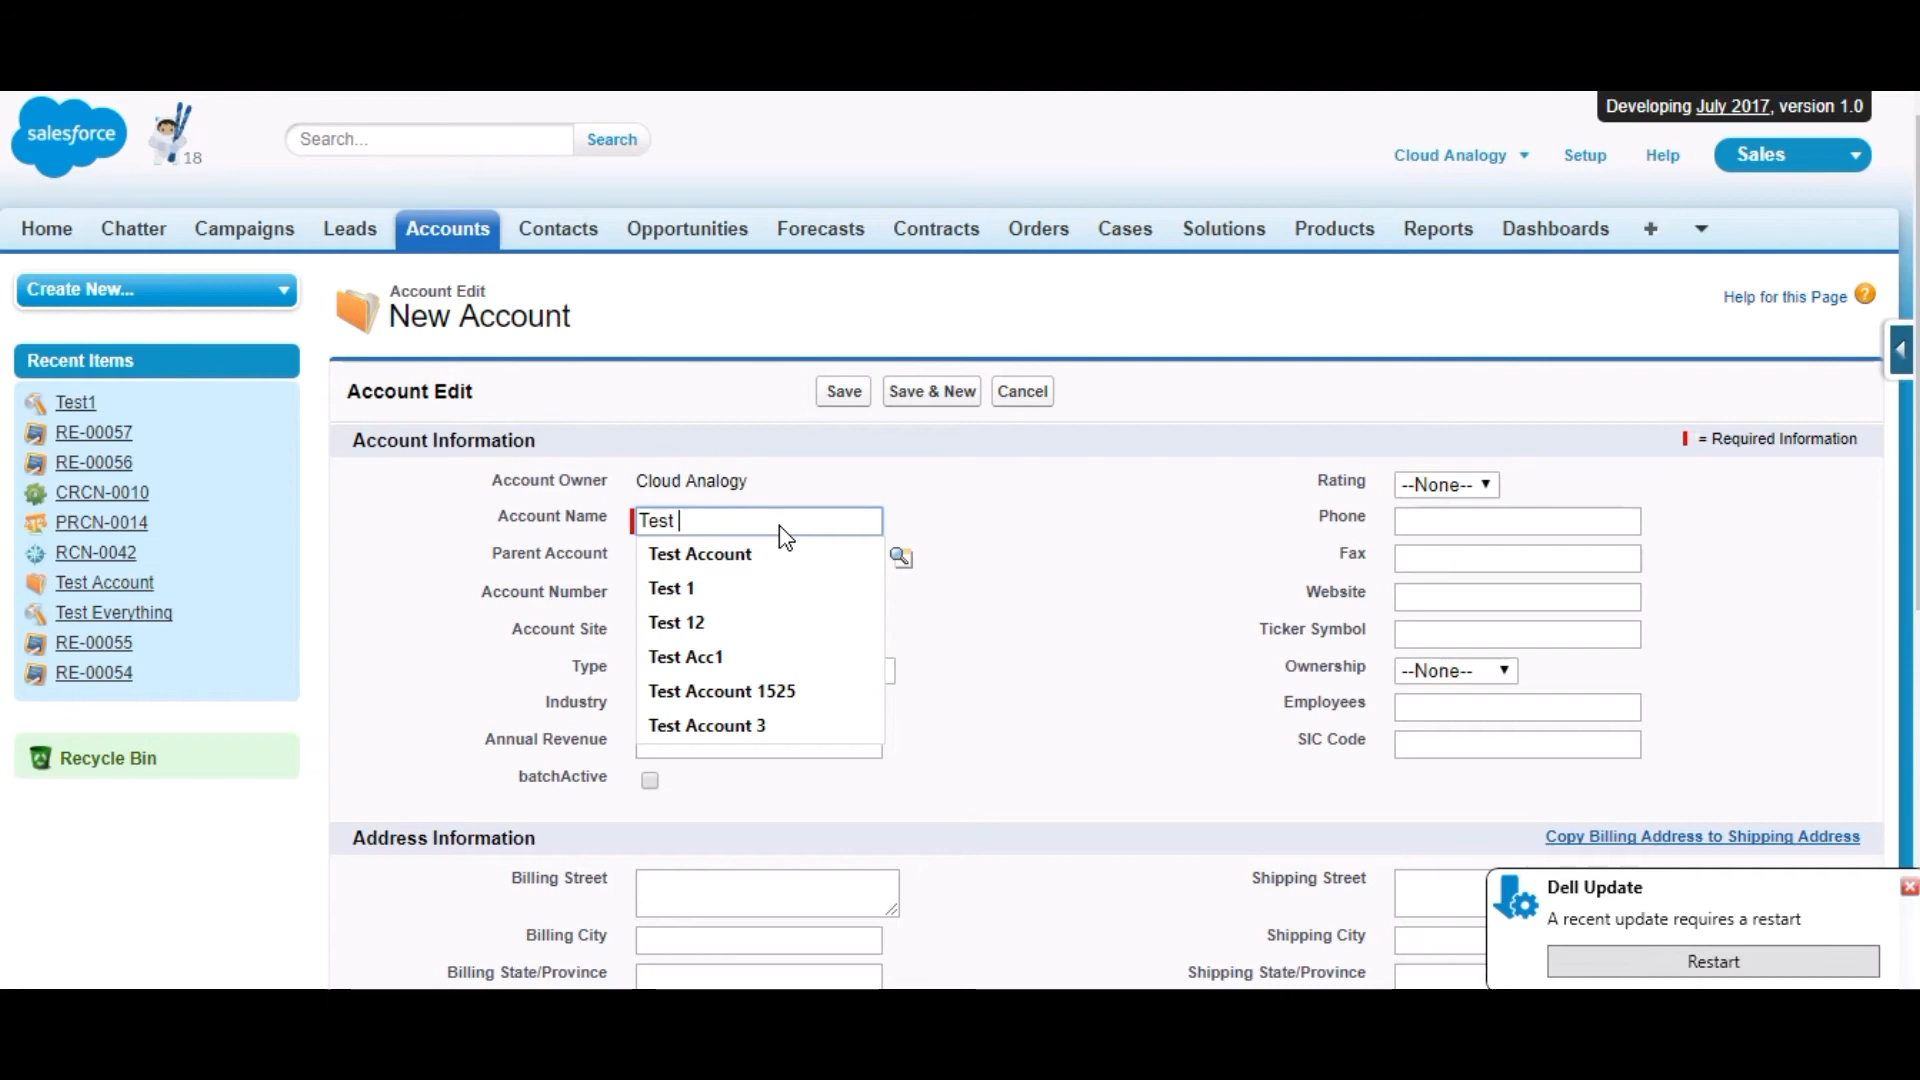 Developing July 2017, version 1.0
salesforce
18
Search...
Search
Cloud Analogy
Setup
Help
Sales
Home
Chatter
Campaigns
Leads
Accounts
Contacts
Opportunities
Forecasts
Contracts
Orders
Cases
Solutions
Products
Reports
Dashboards
+
Create New...
Account Edit
New Account
Help for this Page ?
Recent Items
Test1
RE-00057
RE-00056
CRCN-0010
PRCN-0014
RCN-0042
Test Account
Test Everything
RE-00055
RE-00054
Recycle Bin
Account Edit
Save
Save & New
Cancel
Account Information
= Required Information
Account Owner
Cloud Analogy
Rating
--None--
Account Name
Test
Phone
Parent Account
Test Account
Fax
Account Number
Test 1
Website
Account Site
Test 12
Ticker Symbol
Type
Test Acc1
Ownership
--None--
Industry
Test Account 1525
Employees
Annual Revenue
Test Account 3
SIC Code
batchActive
Address Information
Copy Billing Address to Shipping Address
Billing Street
Shipping Street
Billing City
Shipping City
Billing State/Province
Shipping State/Province
Dell Update
A recent update requires a restart
Restart